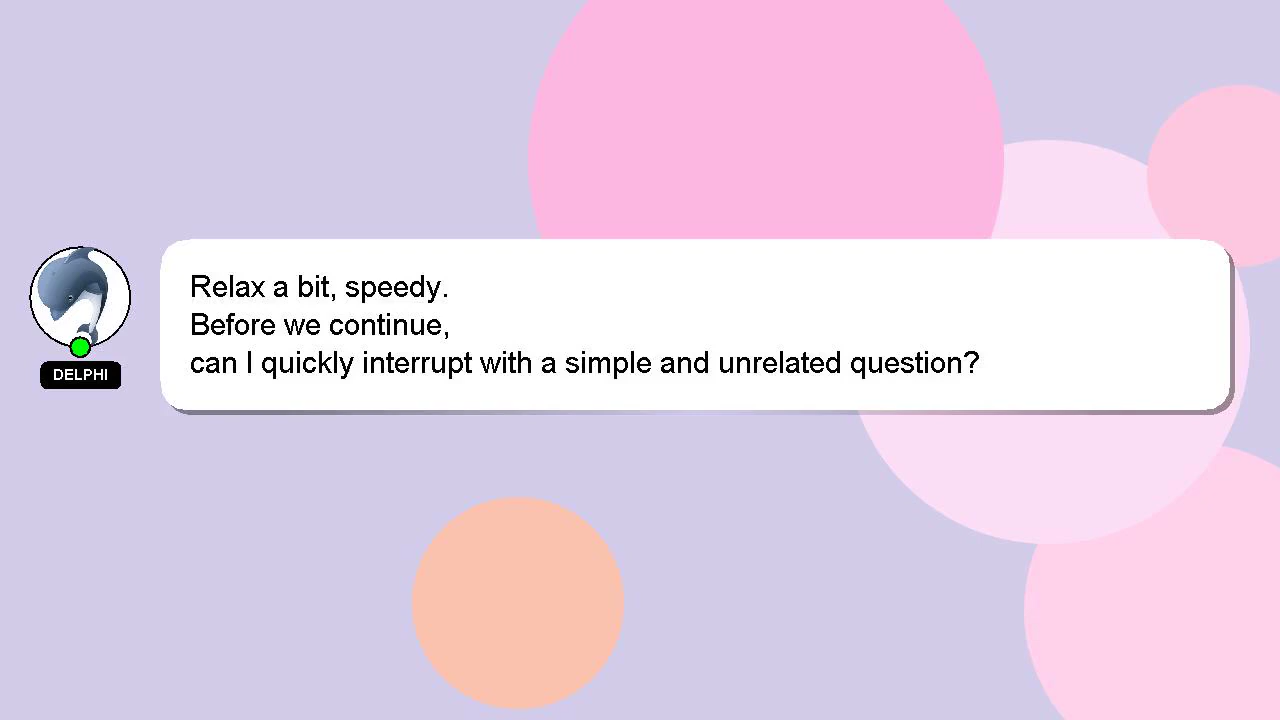 Relax a bit, speedy.
Before we continue,
can I quickly interrupt with a simple and unrelated question?
DELPHI